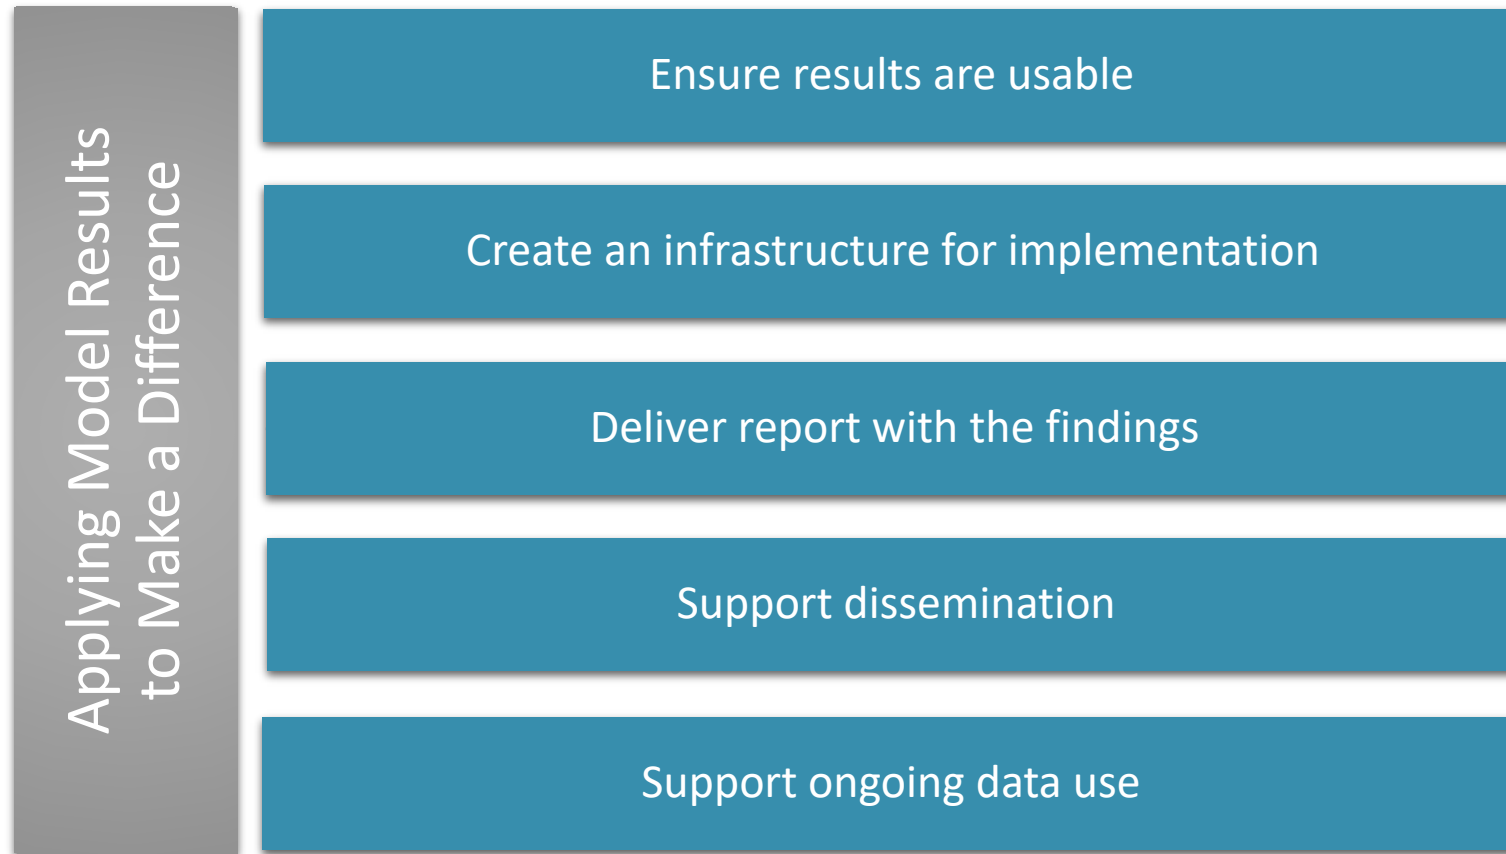 Applying Model Results
to Make a Difference
Ensure results are usable
Create an infrastructure for implementation
Deliver report with the findings
Support dissemination
Support ongoing data use